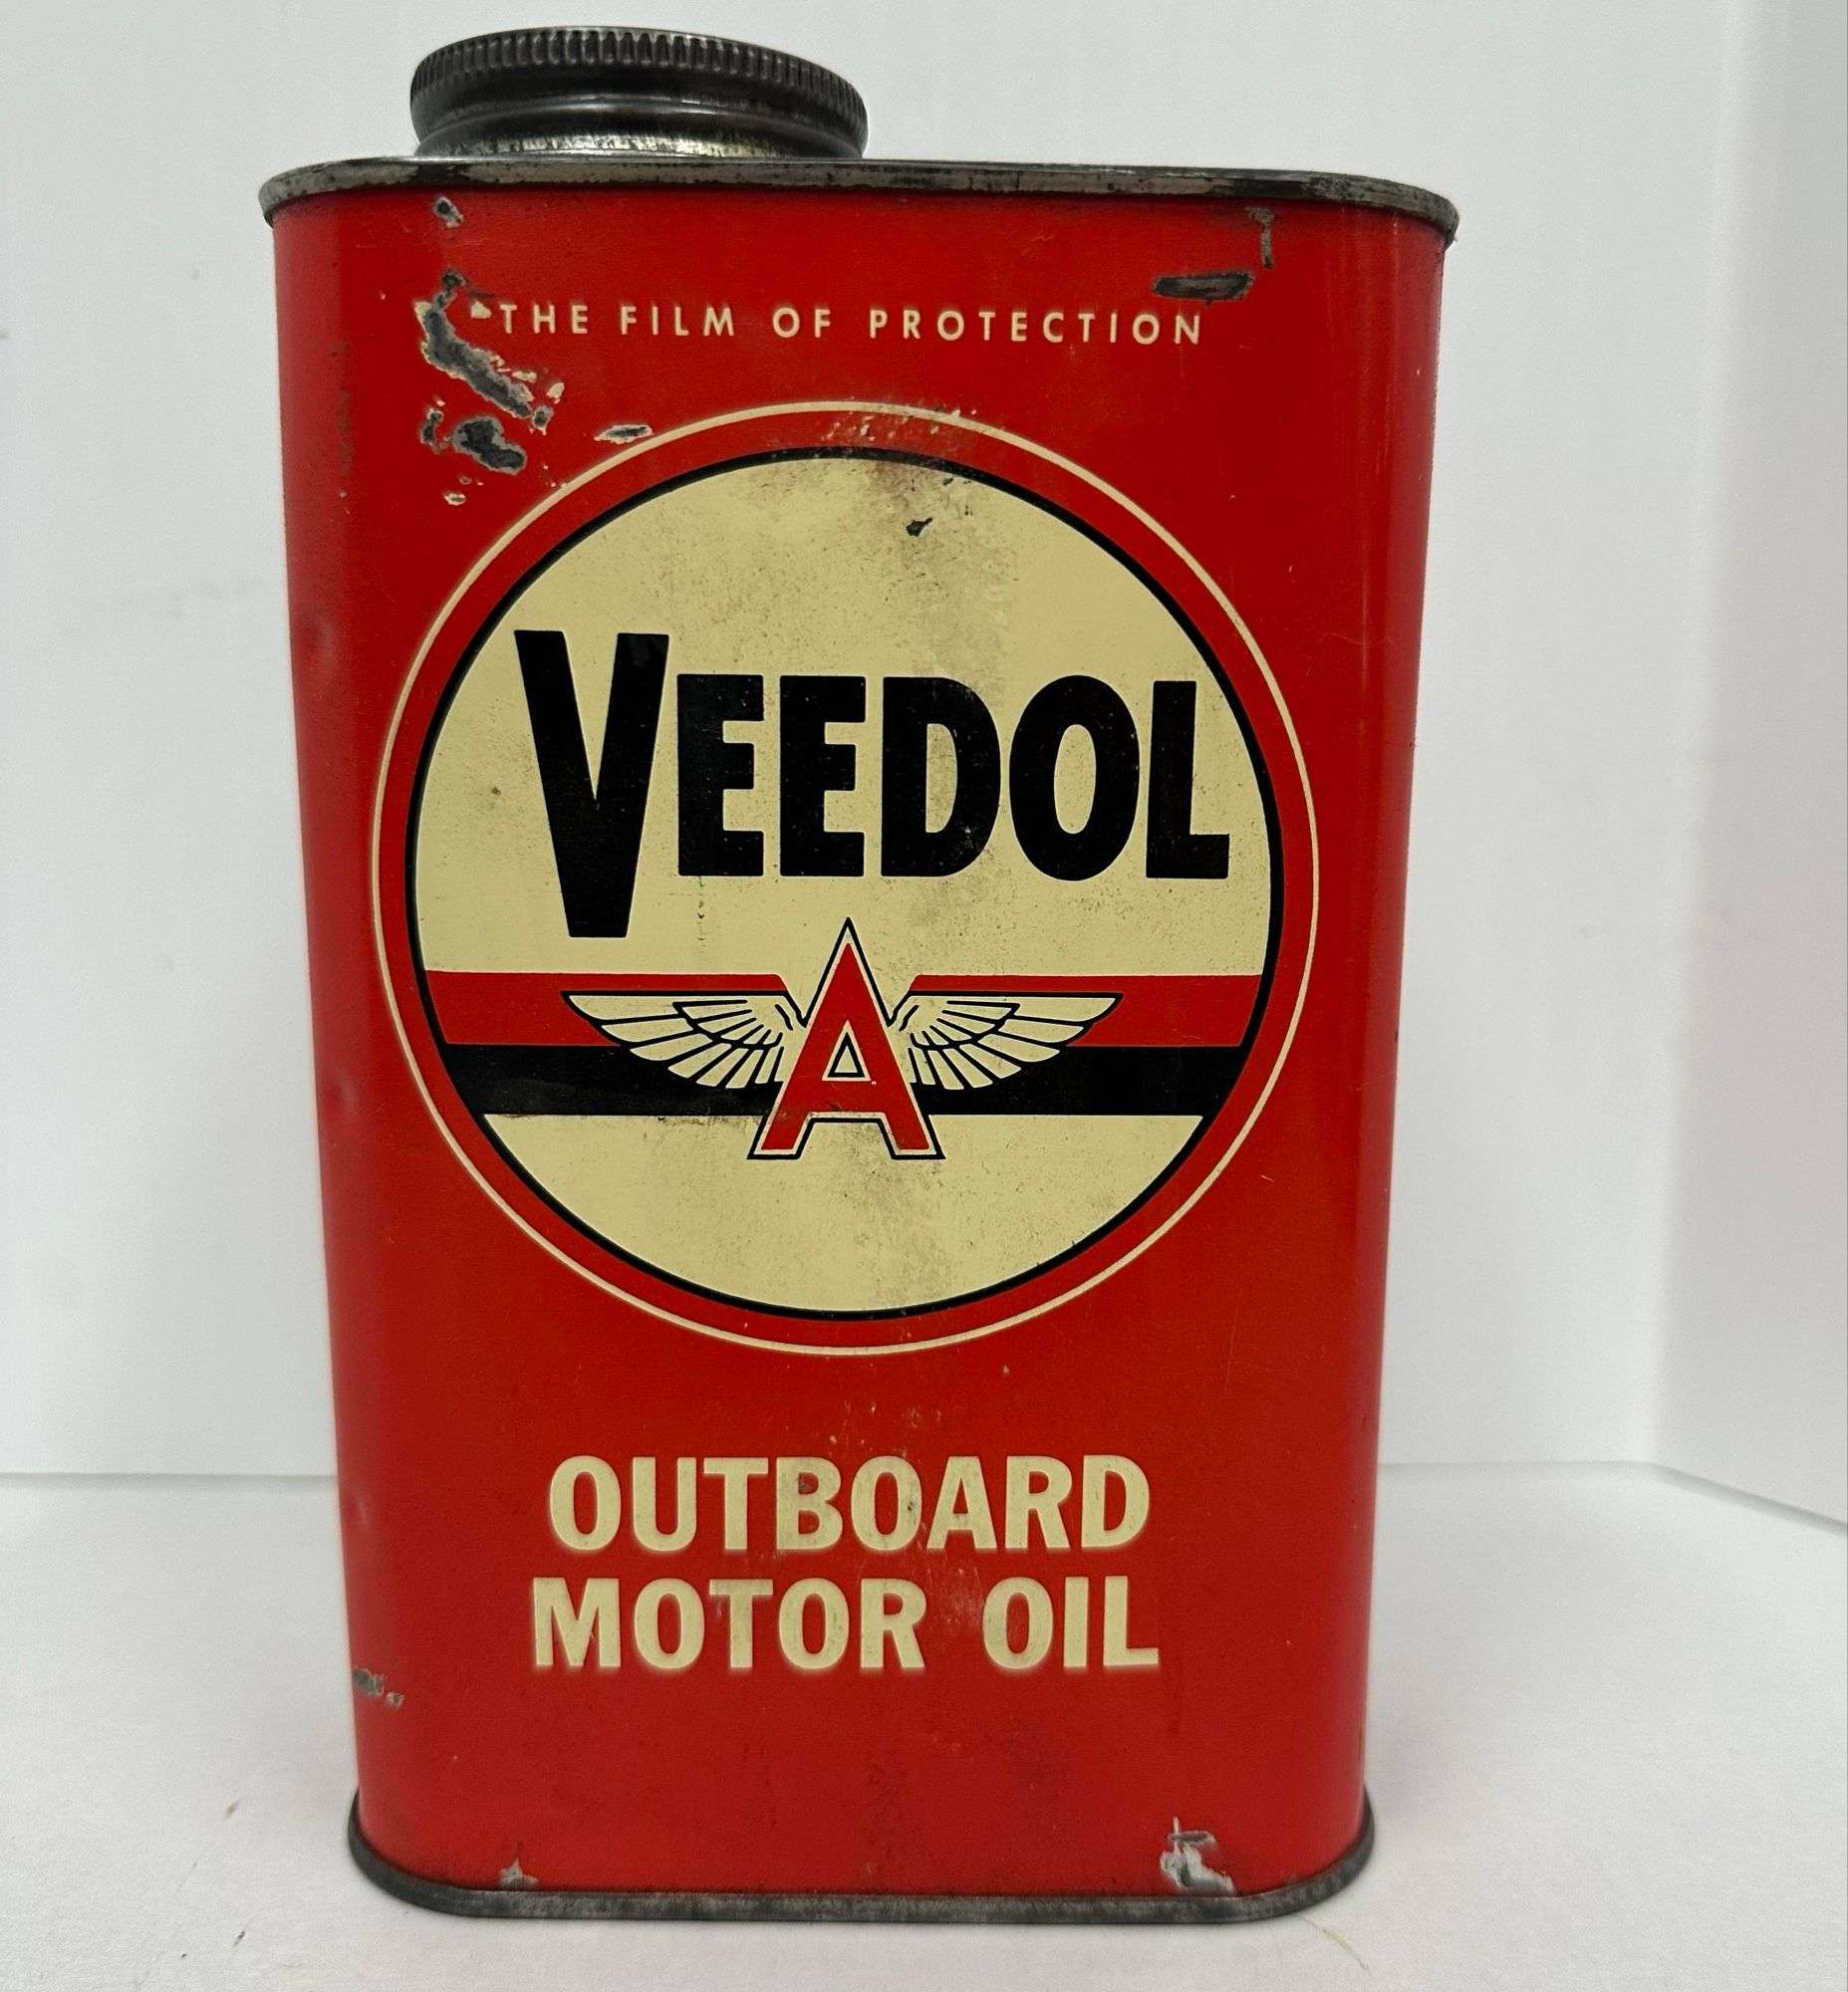 THE FILM OF PROTECTION
VEEDOL
A
OUTBOARD
MOTOR OIL